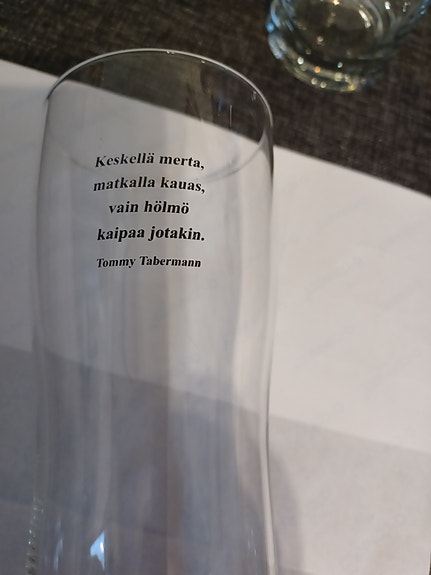 Keskellä merta,
matkalla kauas,
vain hölmö
kaipaa jotakin.
Tommy Tabermann